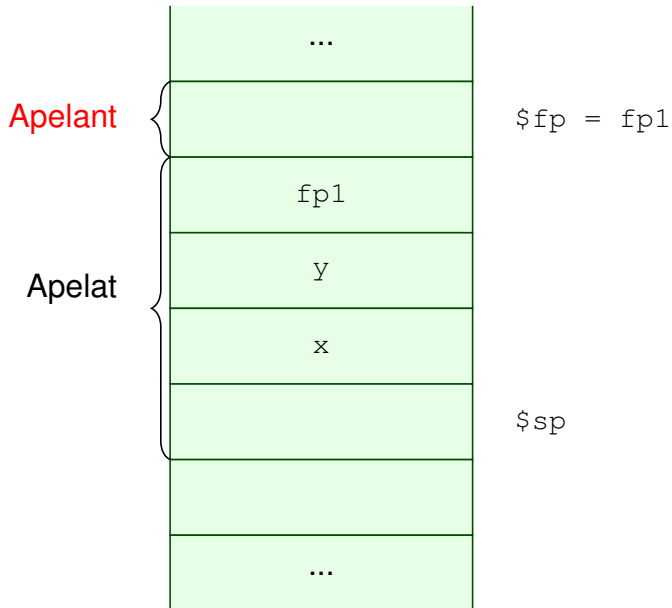 ...
Apelant
$fp = fp1
fp1
y
Apelat
x
$sp
...